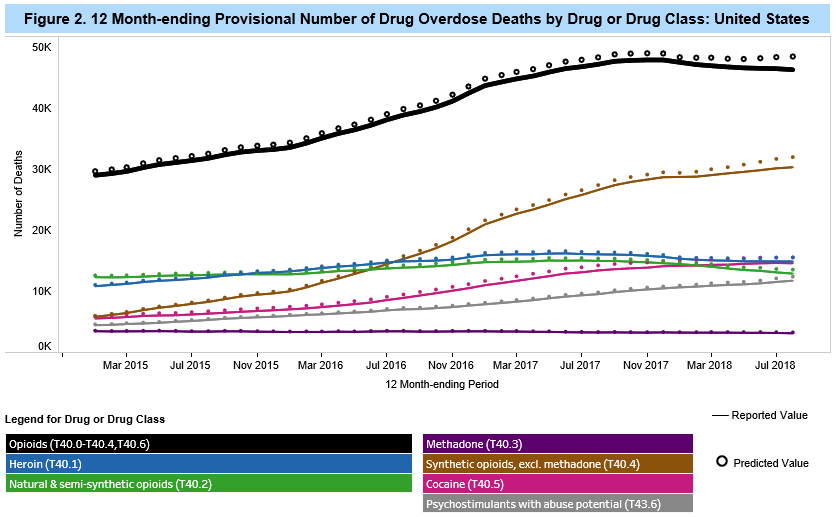 Figure 2. 12 Month-ending Provisional Number of Drug Overdose Deaths by Drug or Drug Class: United States
50K
40K
30K
20K
10K
0K
Number of Deaths
Mar 2015
Jul 2015
Nov 2015
Mar 2016
Jul 2016
Nov 2016
Mar 2017
Jul 2017
Nov 2017
Mar 2018
Jul 2018
12 Month-ending Period
Legend for Drug or Drug Class
Opioids (T40.0-T40.4,T40.6)
Heroin (T40.1)
Natural & semi-synthetic opioids (T40.2)
Methadone (T40.3)
Synthetic opioids, excl. methadone (T40.4)
Cocaine (T40.5)
Psychostimulants with abuse potential (T43.6)
Reported Value
Predicted Value